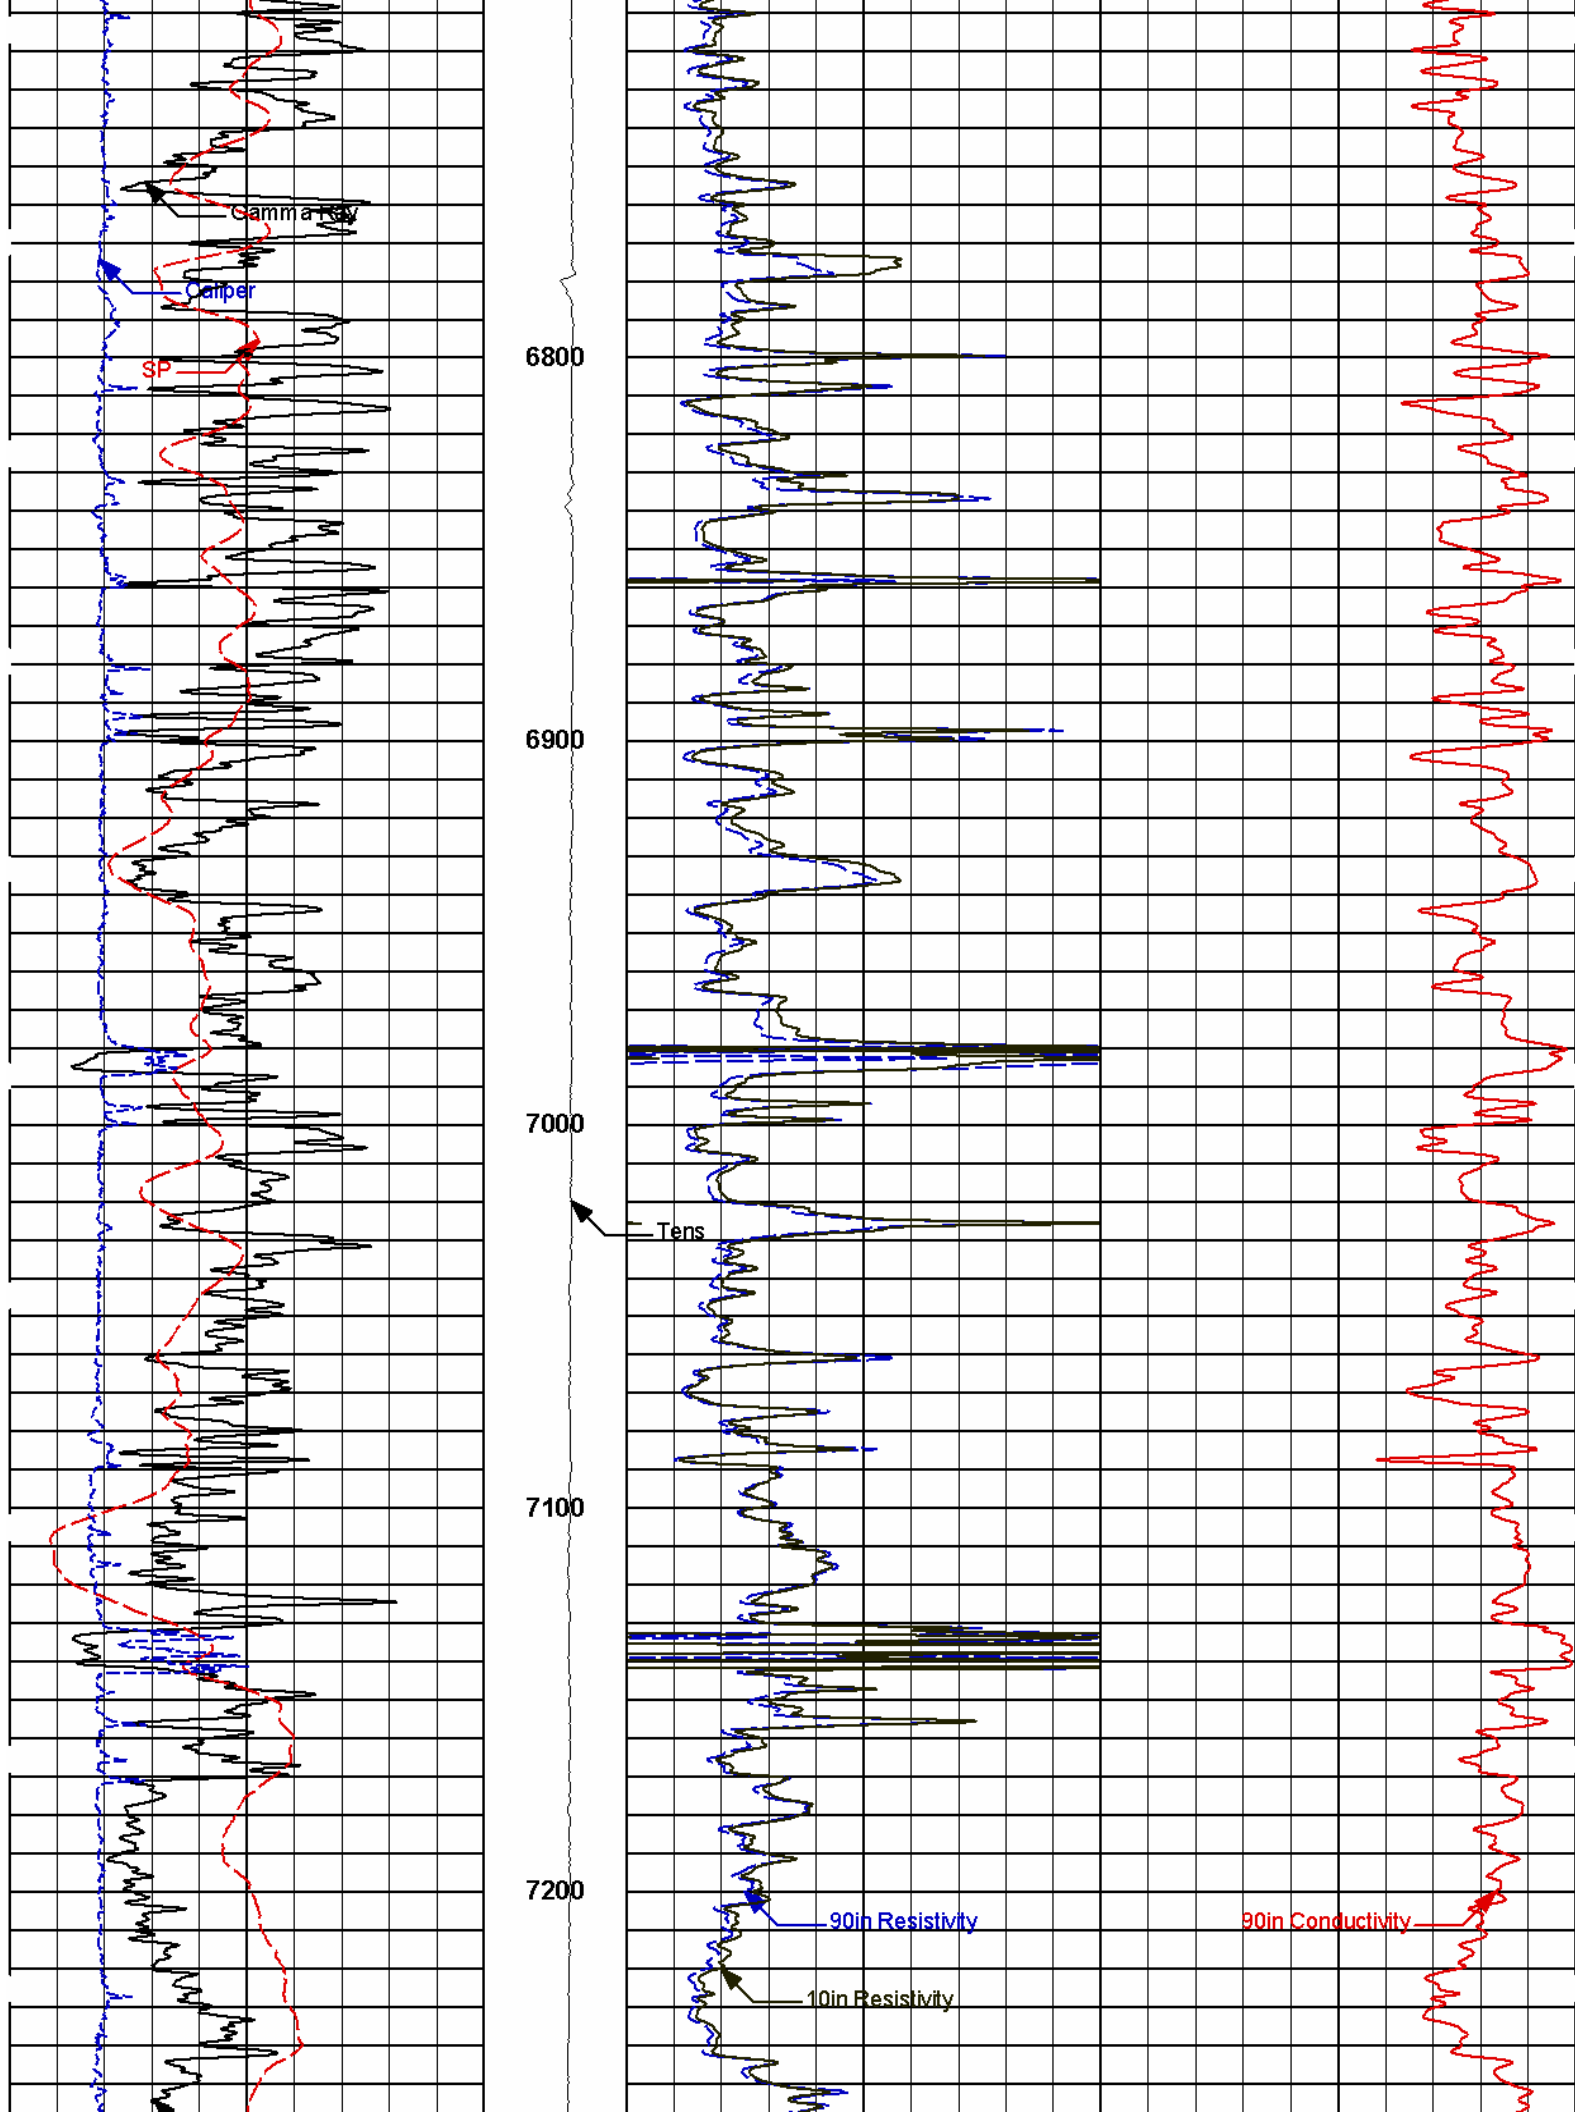 Gamma Ray
Caliper
6800
SP
6900
7000
Tens
7100
7200
90in Resistivity
90in Conductivity
10in Resistivity